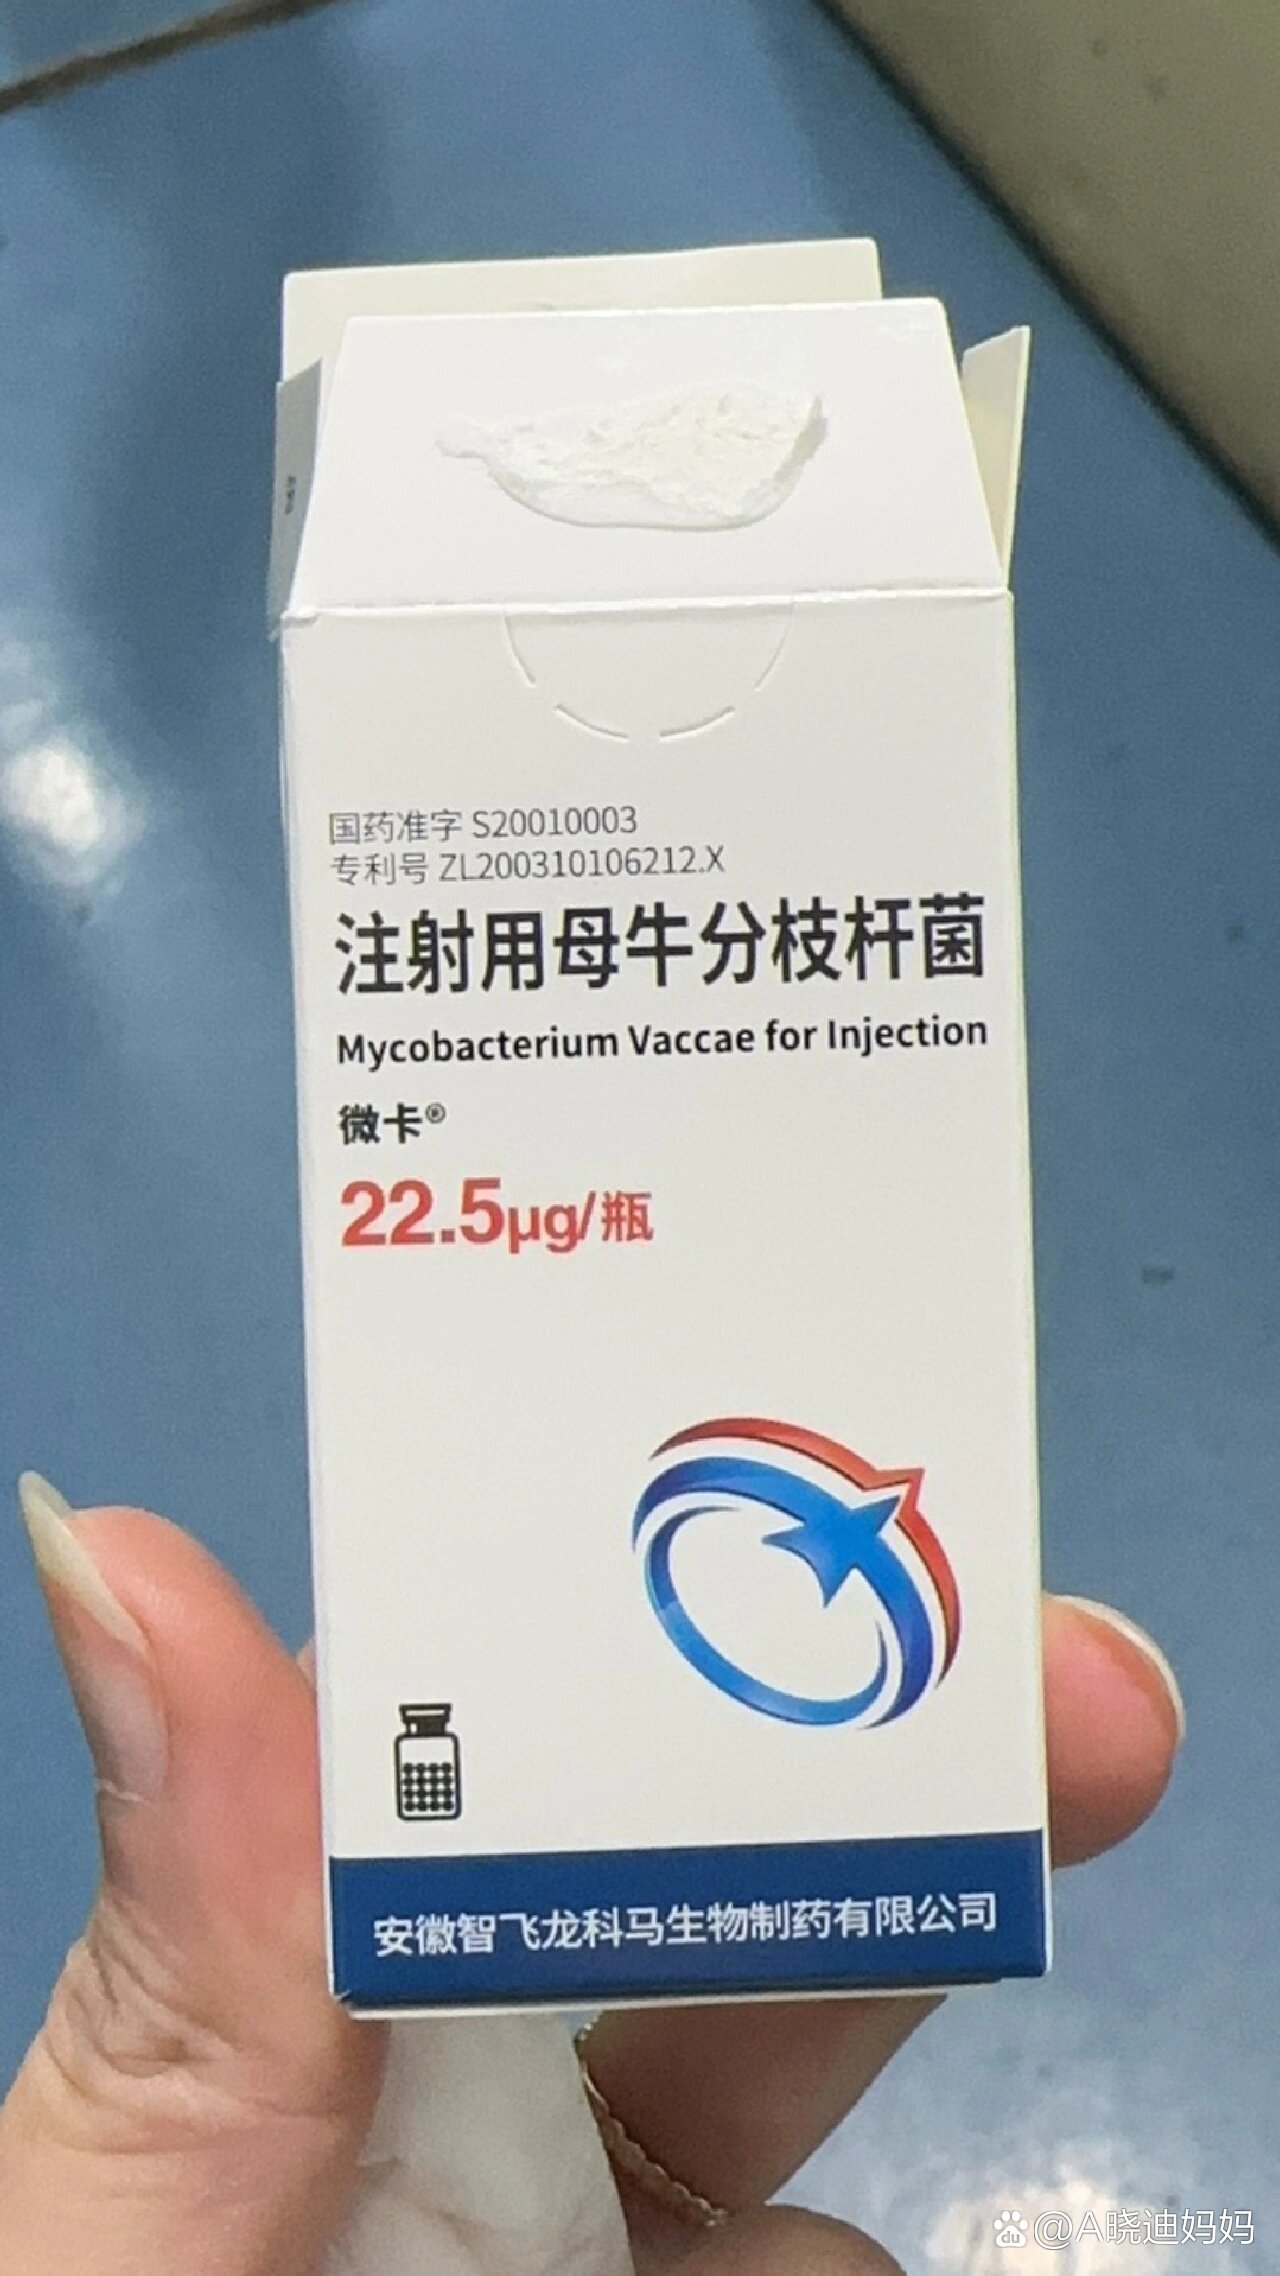 国药准字 S20010003
专利号 ZL200310106212.X
注射用母牛分枝杆菌
Mycobacterium Vaccae for Injection
微卡®
22.5μg/瓶
安徽智飞龙科马生物制药有限公司
du @A晓迪妈妈